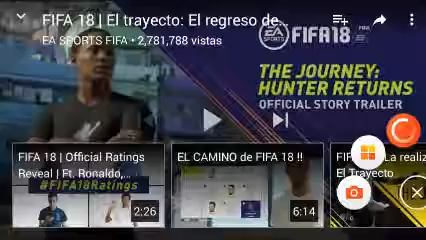 FIFA 18 | El trayecto: El regreso de...
EA SPORTS FIFA • 2,781,788 vistas
EA SPORTS
FIFA18
THE JOURNEY:
HUNTER RETURNS
OFFICIAL STORY TRAILER
FIFA 18 | Official Ratings
Reveal | Ft. Ronaldo,...
#FIFA18Ratings
2:26
EL CAMINO de FIFA 18 !!
6:14
El Trayecto